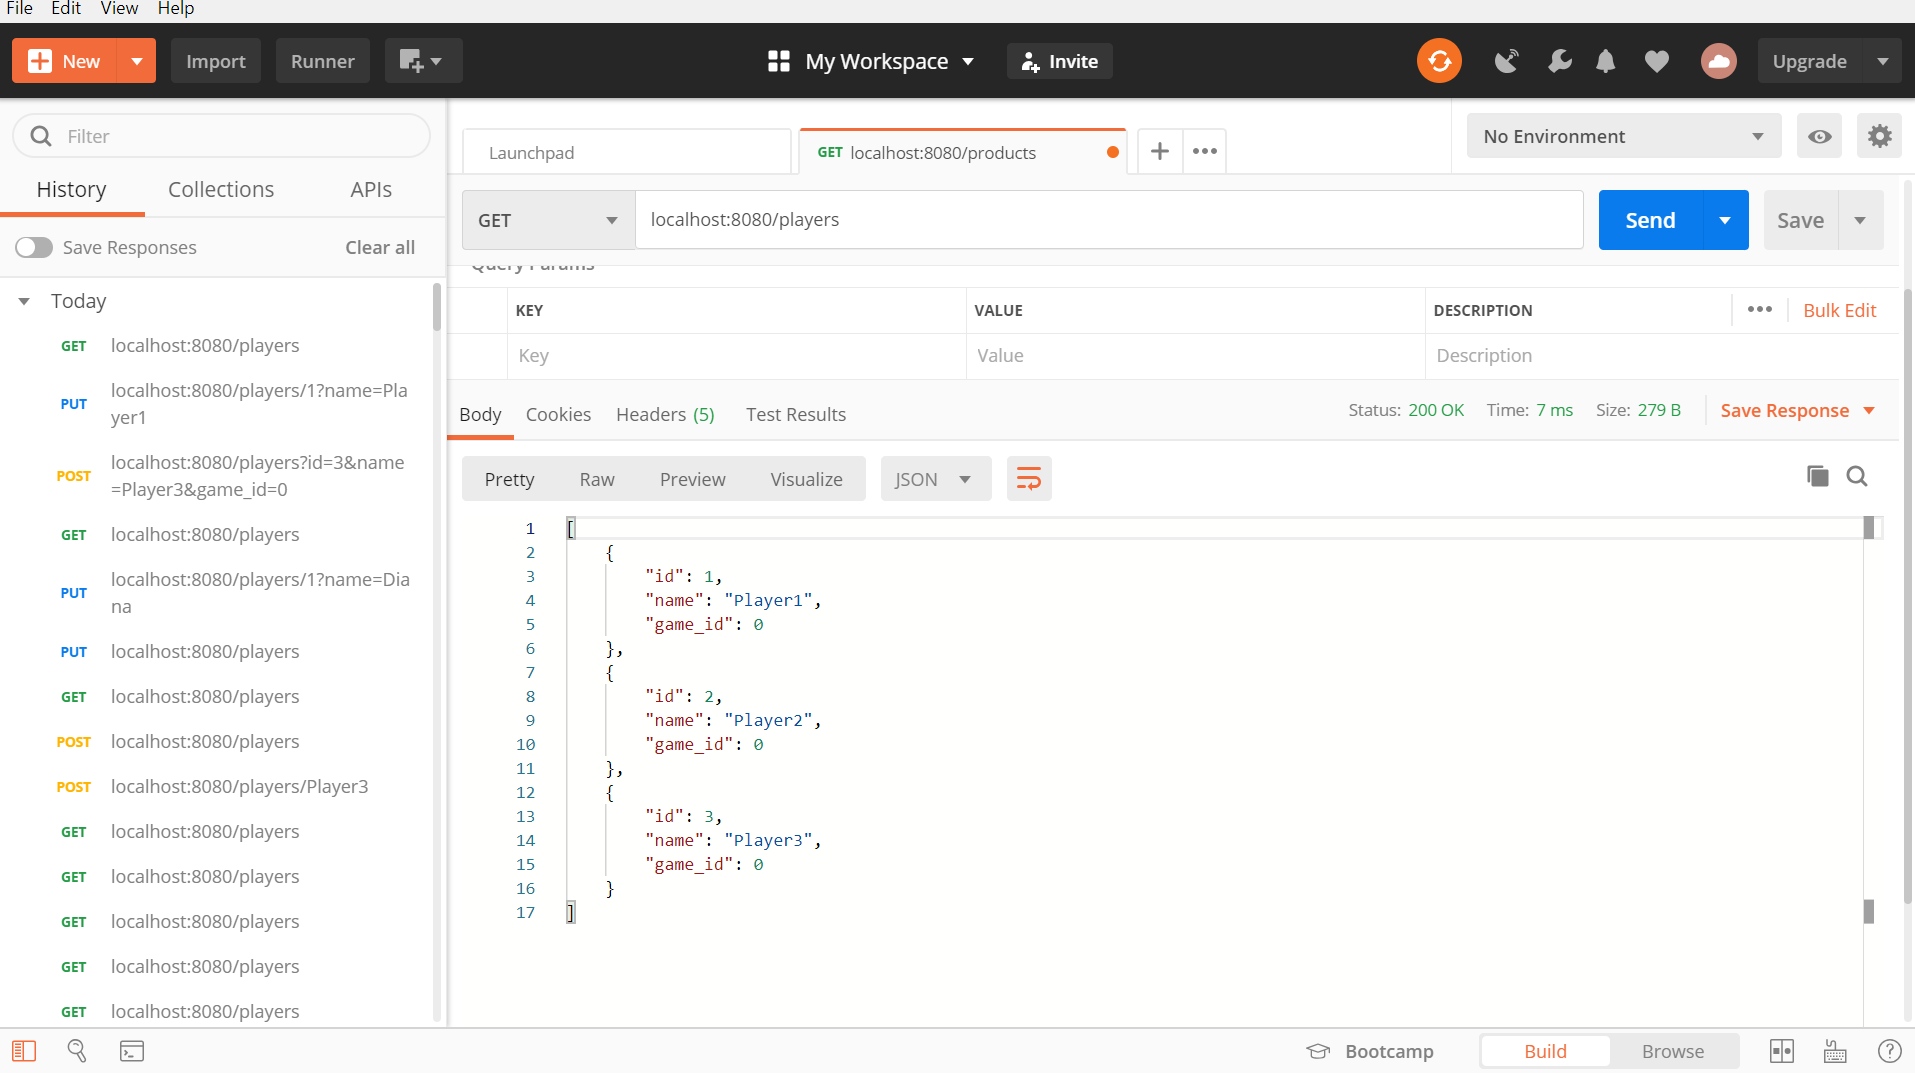 File Edit View Help
New Import Runner My Workspace Invite Upgrade
Filter
History Collections APIs
Save Responses Clear all
Today
GET localhost:8080/players
PUT localhost:8080/players/1?name=Pla
yer1
POST localhost:8080/players?id=3&name
=Player3&game_id=0
GET localhost:8080/players
PUT localhost:8080/players/1?name=Dia
na
PUT localhost:8080/players
GET localhost:8080/players
POST localhost:8080/players
POST localhost:8080/players/Player3
GET localhost:8080/players
GET localhost:8080/players
GET localhost:8080/players
GET localhost:8080/players
GET localhost:8080/players
Launchpad GET localhost:8080/products No Environment
GET localhost:8080/players Send Save
Query Params
KEY VALUE DESCRIPTION Bulk Edit
Key Value Description
Body Cookies Headers (5) Test Results Status: 200 OK Time: 7 ms Size: 279 B Save Response
Pretty Raw Preview Visualize JSON
1 [
2 {
3 "id": 1,
4 "name": "Player1",
5 "game_id": 0
6 },
7 {
8 "id": 2,
9 "name": "Player2",
10 "game_id": 0
11 },
12 {
13 "id": 3,
14 "name": "Player3",
15 "game_id": 0
16 }
17 ]
Bootcamp Build Browse